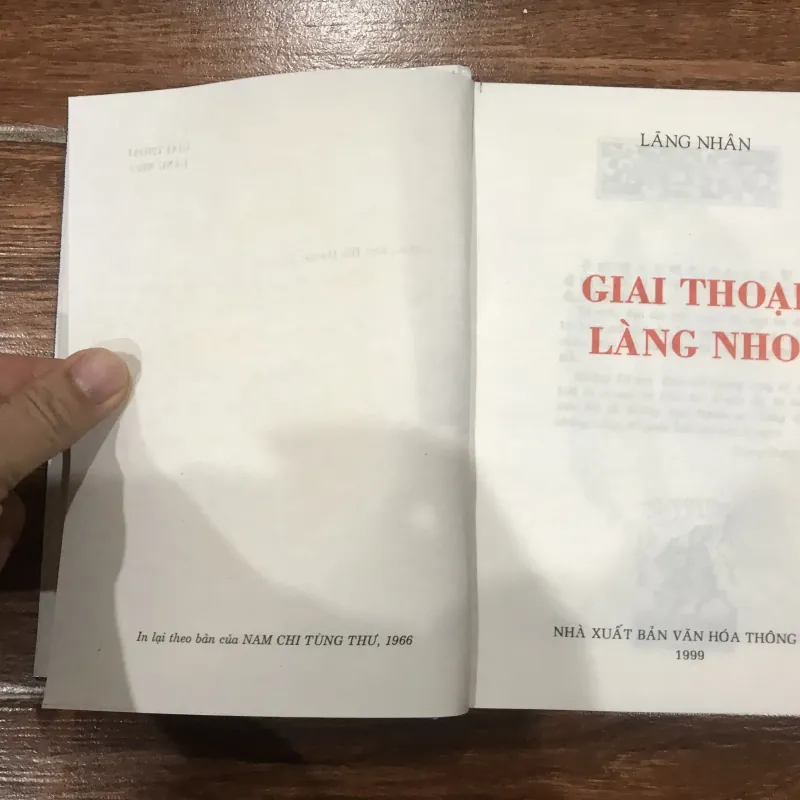 In lại theo bản của NAM CHI TÙNG THƯ, 1966
LÃNG NHÂN
GIAI THOẠI
LÀNG NHO
NHÀ XUẤT BẢN VĂN HÓA THÔNG
1999